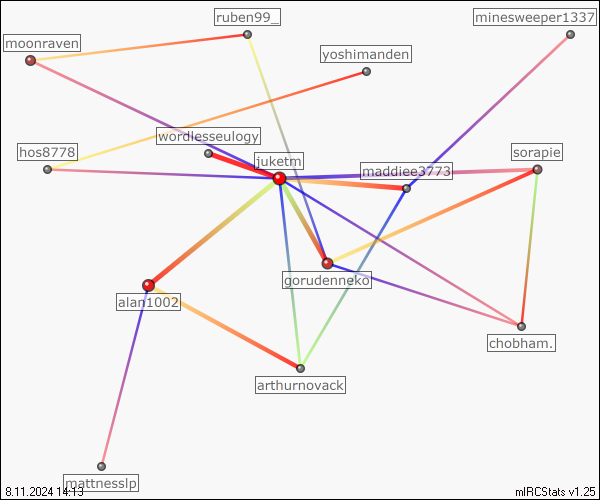 ruben99_
minesweeper1337
moonraven
yoshimanden
wordlesseulogy
hos8778
juketm
sorapie
maddiee3773
gorudenneko
alan1002
chobham.
arthurnovack
mattnesslp
8.11.2024 14:13
mIRCStats v1.25